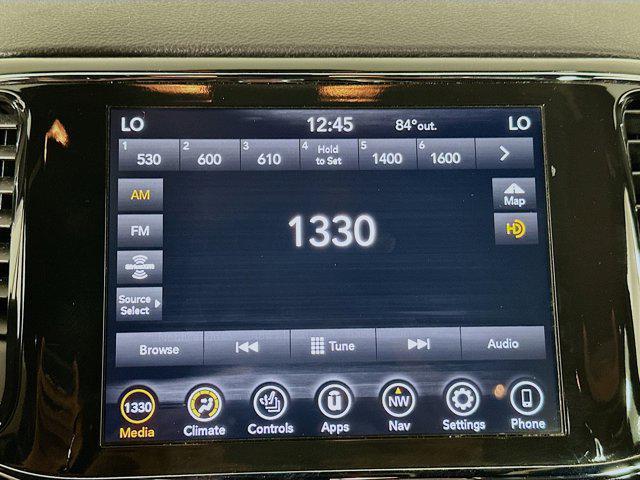 LO 12:45 84°out. LO
1 530 2 600 3 610 4 Hold to Set 5 1400 6 1600
AM
Map
1330
FM
HD
SiriusXM
Source Select
Browse Tune Audio
1330 NW
Media Climate Controls Apps Nav Settings Phone